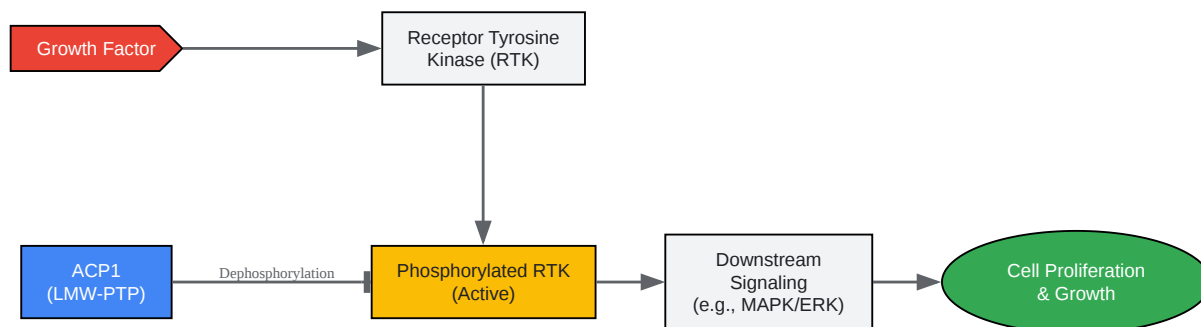 Growth Factor
Receptor Tyrosine
Kinase (RTK)
ACP1
(LMW-PTP)
Dephosphorylation
Phosphorylated RTK
(Active)
Downstream
Signaling
(e.g., MAPK/ERK)
Cell Proliferation
& Growth